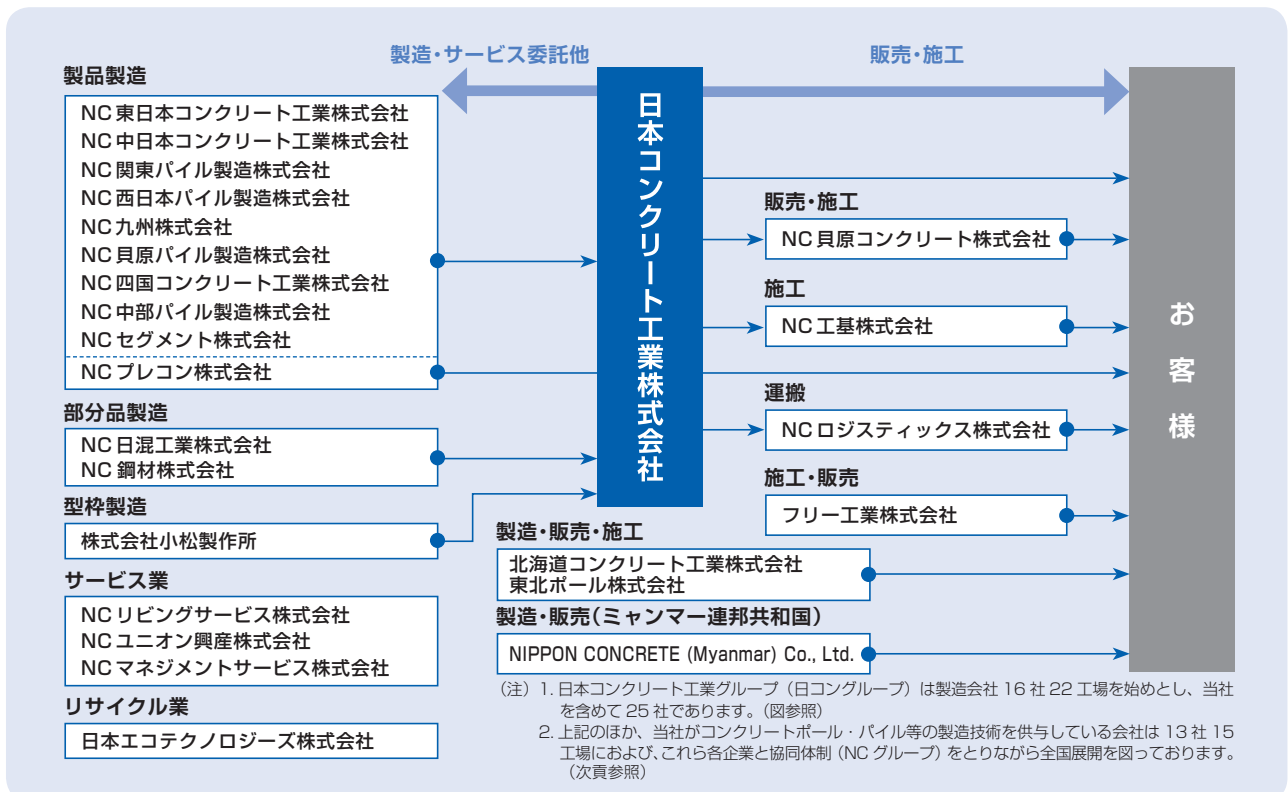 製造・サービス委託他
販売・施工
製品製造
NC東日本コンクリート工業株式会社
NC中日本コンクリート工業株式会社
NC関東パイル製造株式会社
NC西日本パイル製造株式会社
NC九州株式会社
NC貝原パイル製造株式会社
NC四国コンクリート工業株式会社
NC中部パイル製造株式会社
NCセグメント株式会社
NCプレコン株式会社
部分品製造
NC日混工業株式会社
NC鋼材株式会社
型枠製造
株式会社小松製作所
サービス業
NCリビングサービス株式会社
NCユニオン興産株式会社
NCマネジメントサービス株式会社
リサイクル業
日本エコテクノロジーズ株式会社
日本コンクリート工業株式会社
販売・施工
NC貝原コンクリート株式会社
施工
NC工基株式会社
運搬
NCロジスティックス株式会社
施工・販売
フリー工業株式会社
製造・販売・施工
北海道コンクリート工業株式会社
東北ポール株式会社
製造・販売(ミャンマー連邦共和国)
NIPPON CONCRETE (Myanmar) Co., Ltd.
お客様
(注) 1. 日本コンクリート工業グループ(日コングループ)は製造会社 16 社 22 工場を始めとし、当社
を含めて 25 社であります。(図参照)
2. 上記のほか、当社がコンクリートポール・パイル等の製造技術を供与している会社は 13 社 15
工場におよび、これら各企業と協同体制(NCグループ)をとりながら全国展開を図っております。
(次頁参照)